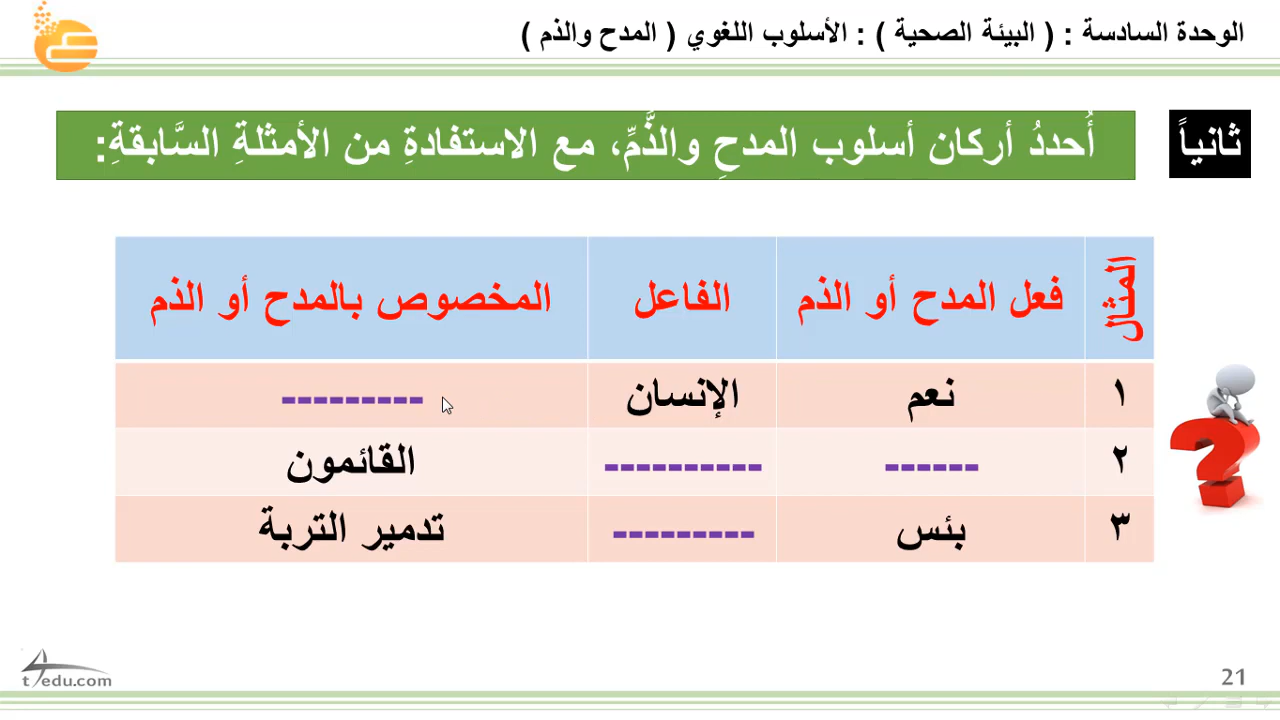 الوحدة السادسة : ( البيئة الصحية ) : الأسلوب اللغوي ( المدح والذم )
ثانياً
أُحددُ أركان أسلوب المدحِ والذَّمِّ، مع الاستفادةِ من الأمثلةِ السَّابقةِ:
المثال فعل المدح أو الذم الفاعل المخصوص بالمدح أو الذم
١ نعم الإنسان ---------
٢ ------ ---------- القائمون
٣ بئس --------- تدمير التربة
t4edu.com
21